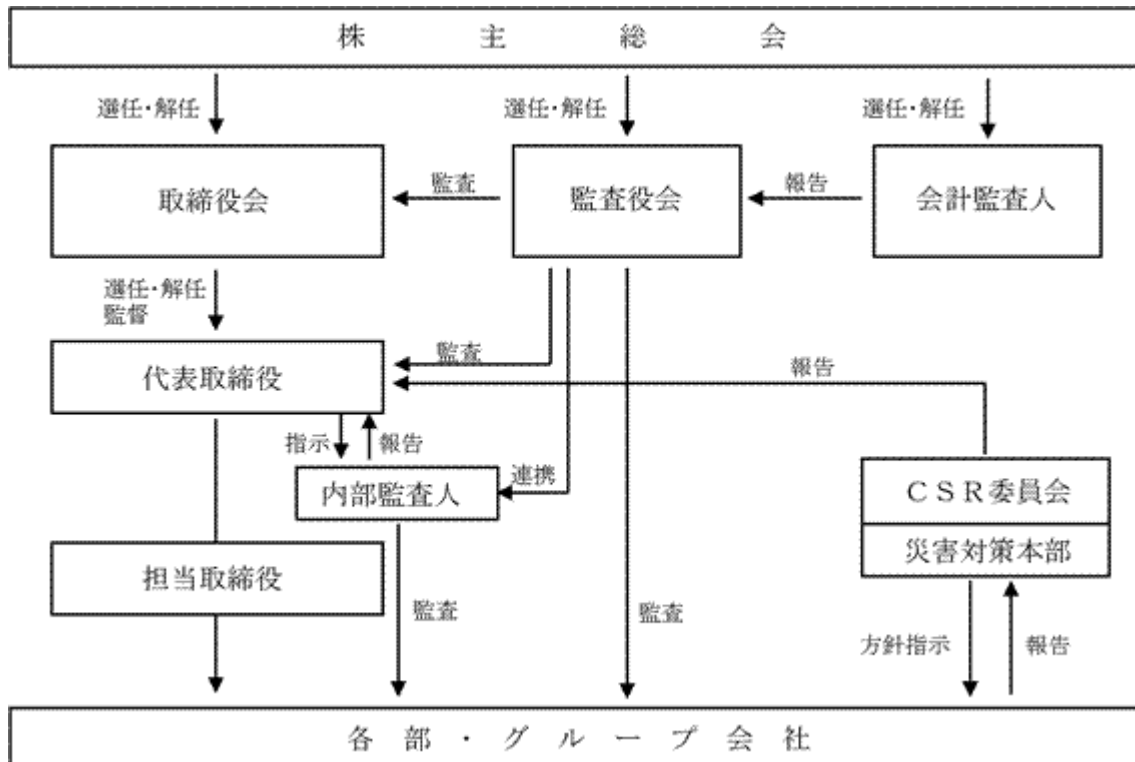 株主総会
選任・解任
選任・解任
選任・解任
取締役会
監査
監査役会
報告
会計監査人
選任・解任
監督
代表取締役
監査
報告
指示
報告
内部監査人
連携
CSR委員会
災害対策本部
担当取締役
監査
監査
方針指示
報告
各部・グループ会社